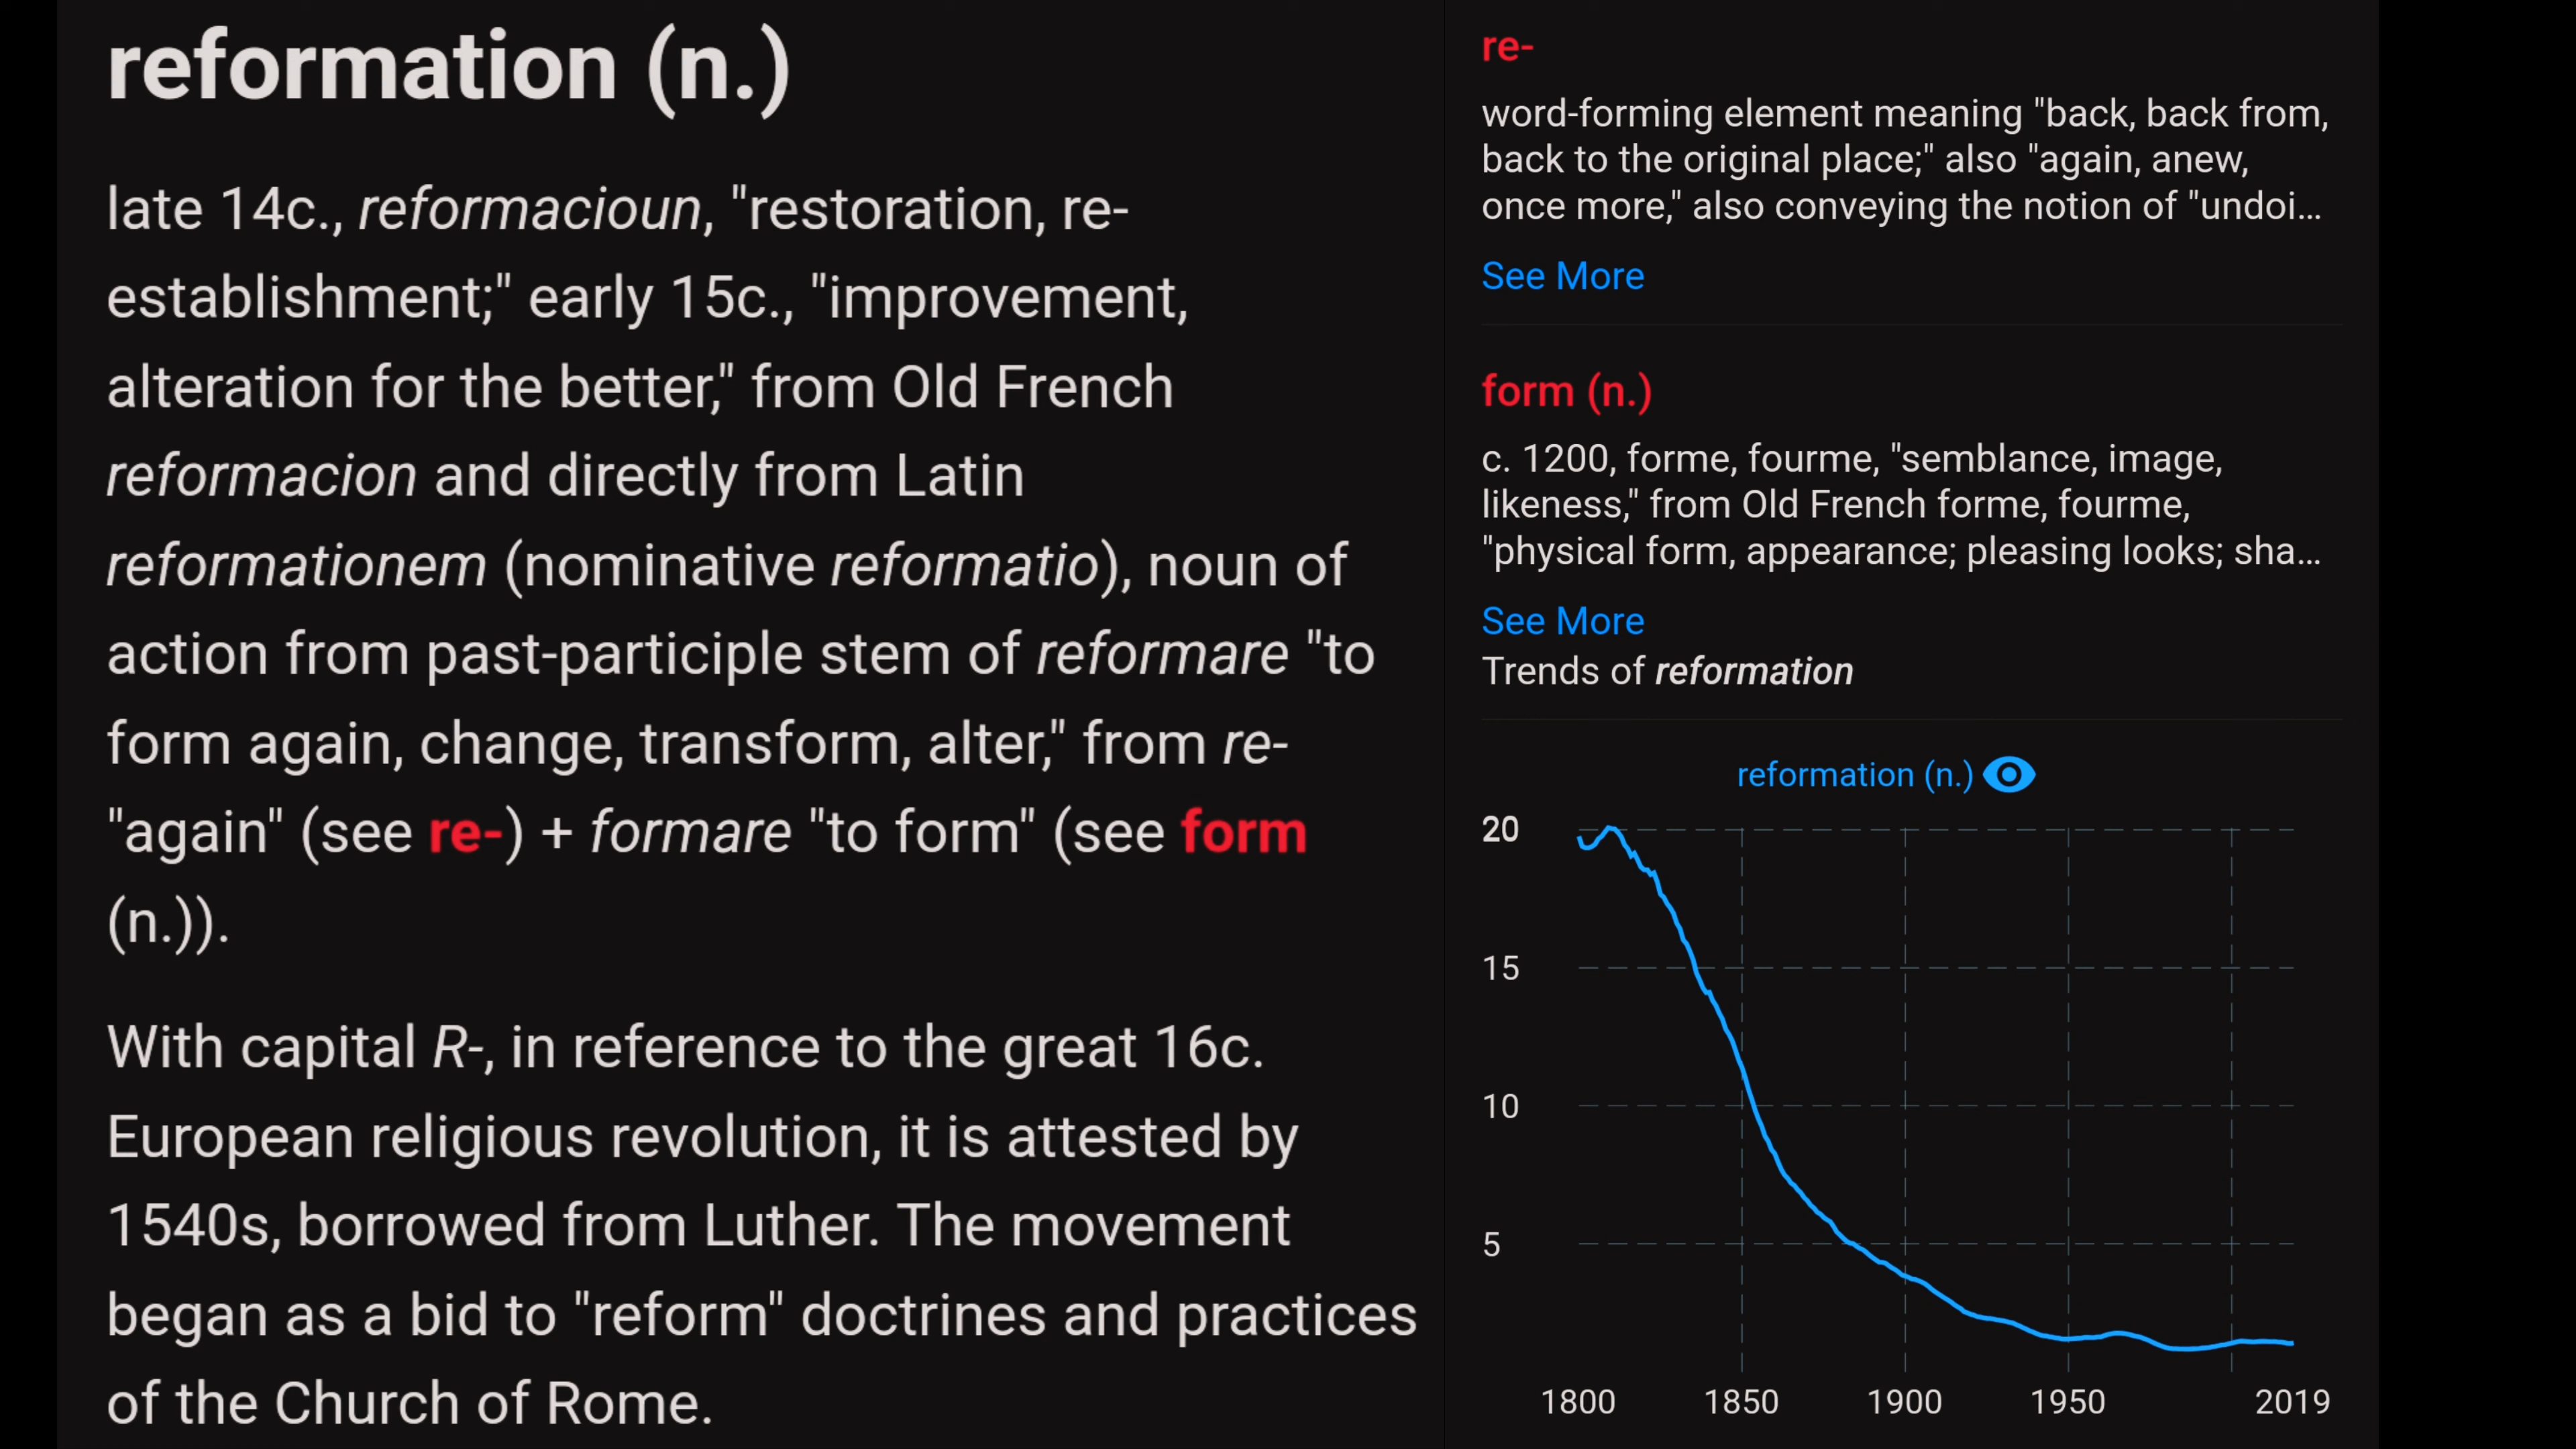 reformation (n.)
late 14c., reformacioun, "restoration, re-
establishment;" early 15c., "improvement,
alteration for the better," from Old French
reformacion and directly from Latin
reformationem (nominative reformatio), noun of
action from past-participle stem of reformare "to
form again, change, transform, alter," from re-
"again" (see re-) + formare "to form" (see form
(n.)).
With capital R-, in reference to the great 16c.
European religious revolution, it is attested by
1540s, borrowed from Luther. The movement
began as a bid to "reform" doctrines and practices
of the Church of Rome.
re-
word-forming element meaning "back, back from,
back to the original place;" also "again, anew,
once more," also conveying the notion of "undoi...
See More
form (n.)
c. 1200, forme, fourme, "semblance, image,
likeness," from Old French forme, fourme,
"physical form, appearance; pleasing looks; sha...
See More
Trends of reformation
reformation (n.)
20
15
10
5
1800 1850 1900 1950 2019